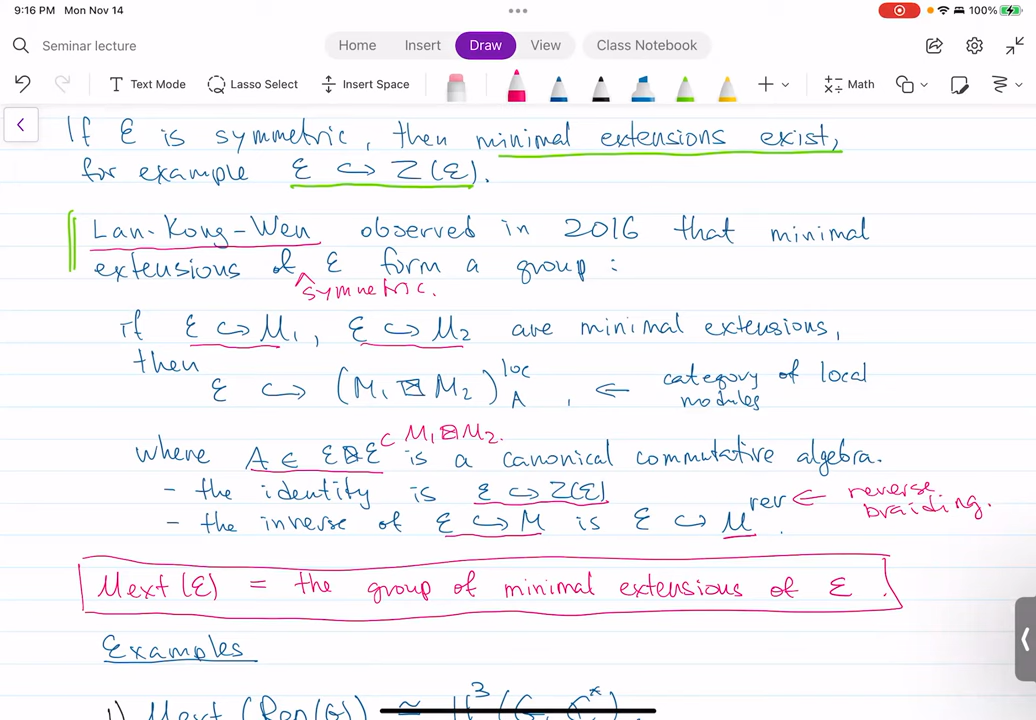 9:16 PM Mon Nov 14
100%
Seminar lecture
Home Insert Draw View Class Notebook
Text Mode Lasso Select Insert Space Math
If ℰ is symmetric, then minimal extensions exist,
for example ℰ ↪ Z(ℰ).
Lan-Kong-Wen observed in 2016 that minimal
extensions of ℰ form a group:
symmetric.
if ℰ ↪ M₁, ℰ ↪ M₂ are minimal extensions,
then
ℰ ↪ (M₁ ⊠ M₂)^loc_A, ← category of local
modules
⊂ M₁ ⊠ M₂.
where A ∈ ℰ ⊠ ℰ is a canonical commutative algebra.
- the identity is ℰ ↪ Z(ℰ)
- the inverse of ℰ ↪ M is ℰ ↪ M^rev. ← reverse
braiding.
Mext(ℰ) = the group of minimal extensions of ℰ.
Examples
1) Mext(Rep(G)) ≅ H³(G, ℂ^×).